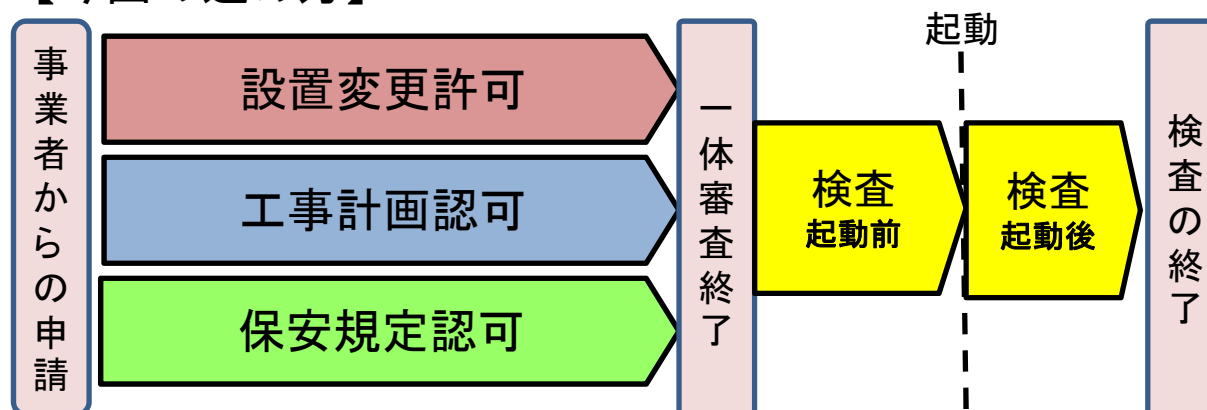 事業者からの申請
設置変更許可
工事計画認可
保安規定認可
一体審査終了
起動
検査
起動前
検査
起動後
検査の終了